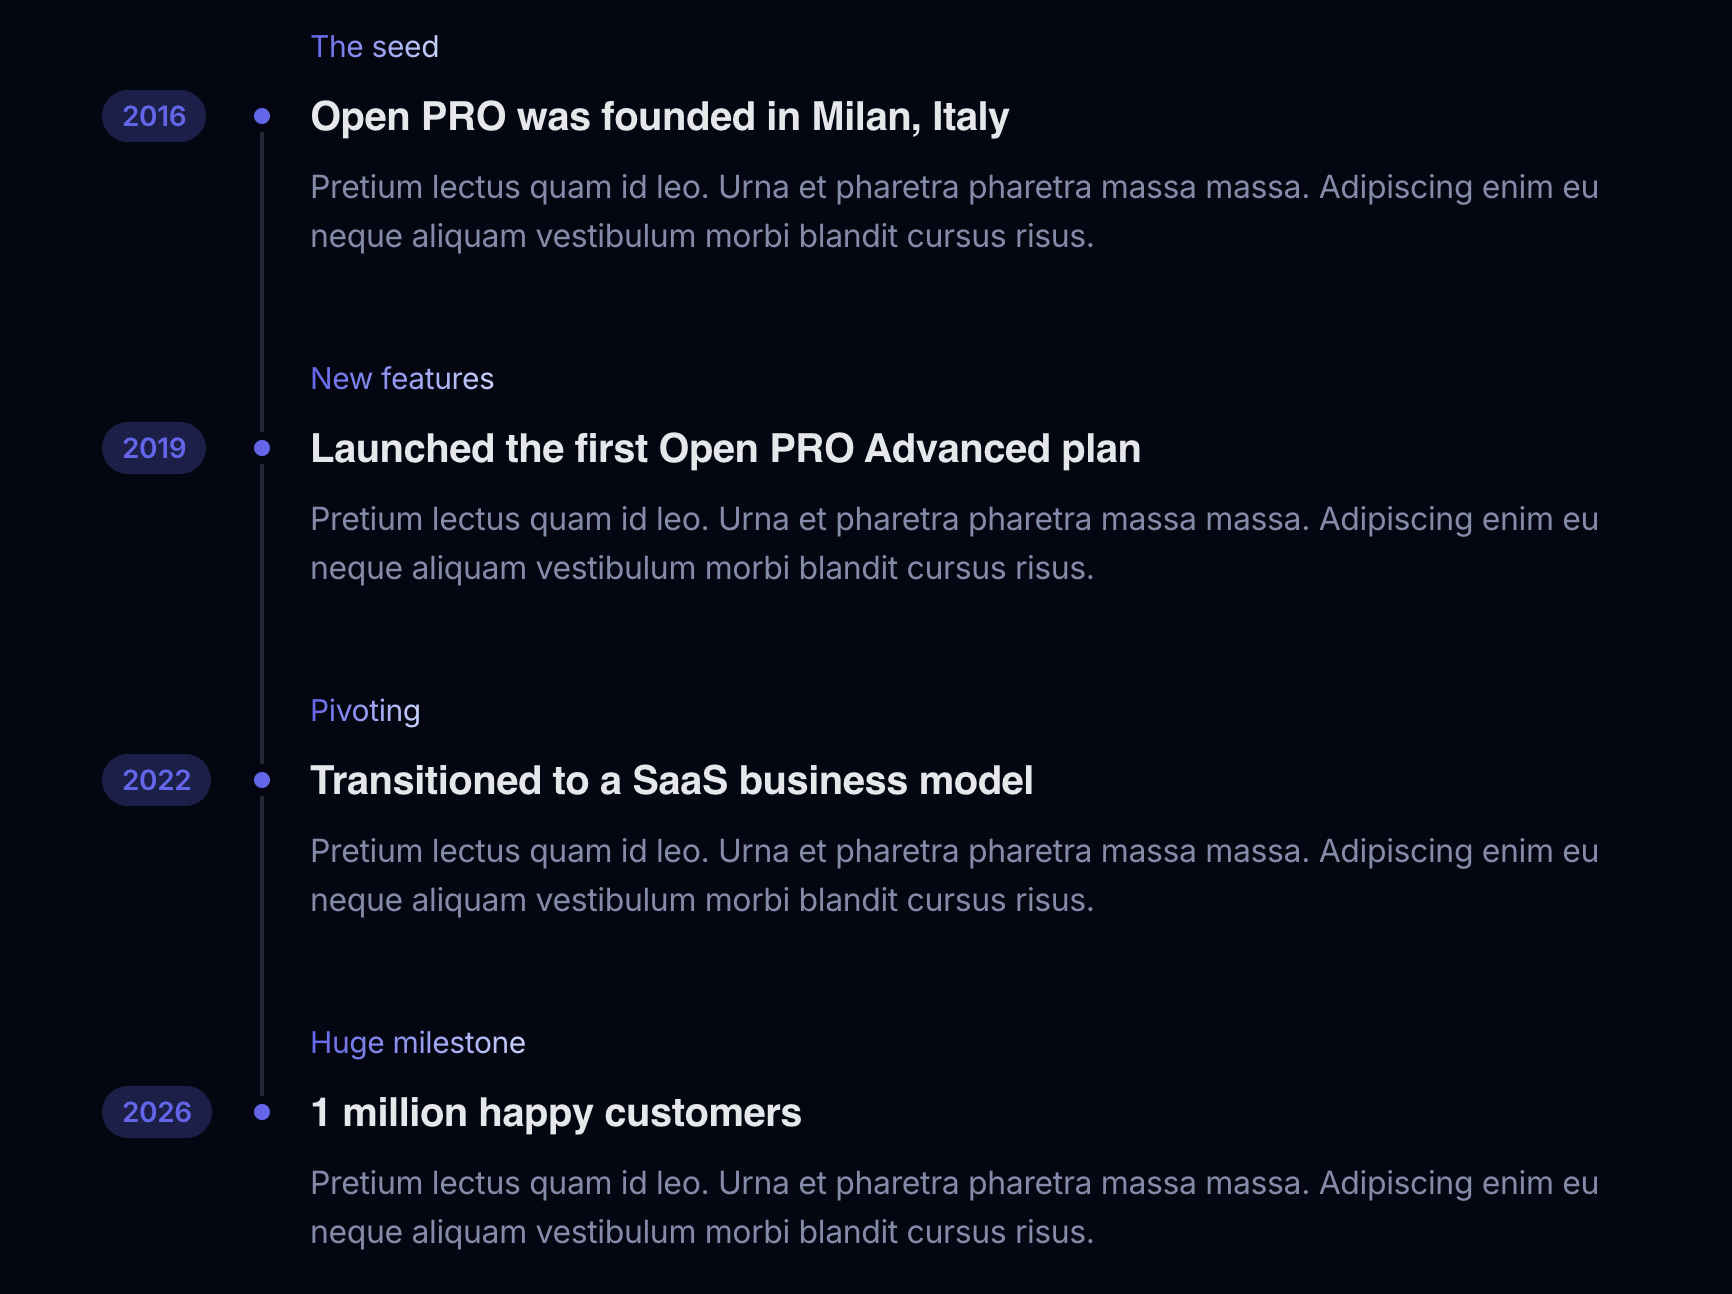 The seed
2016
Open PRO was founded in Milan, Italy
Pretium lectus quam id leo. Urna et pharetra pharetra massa massa. Adipiscing enim eu
neque aliquam vestibulum morbi blandit cursus risus.
New features
2019
Launched the first Open PRO Advanced plan
Pretium lectus quam id leo. Urna et pharetra pharetra massa massa. Adipiscing enim eu
neque aliquam vestibulum morbi blandit cursus risus.
Pivoting
2022
Transitioned to a SaaS business model
Pretium lectus quam id leo. Urna et pharetra pharetra massa massa. Adipiscing enim eu
neque aliquam vestibulum morbi blandit cursus risus.
Huge milestone
2026
1 million happy customers
Pretium lectus quam id leo. Urna et pharetra pharetra massa massa. Adipiscing enim eu
neque aliquam vestibulum morbi blandit cursus risus.